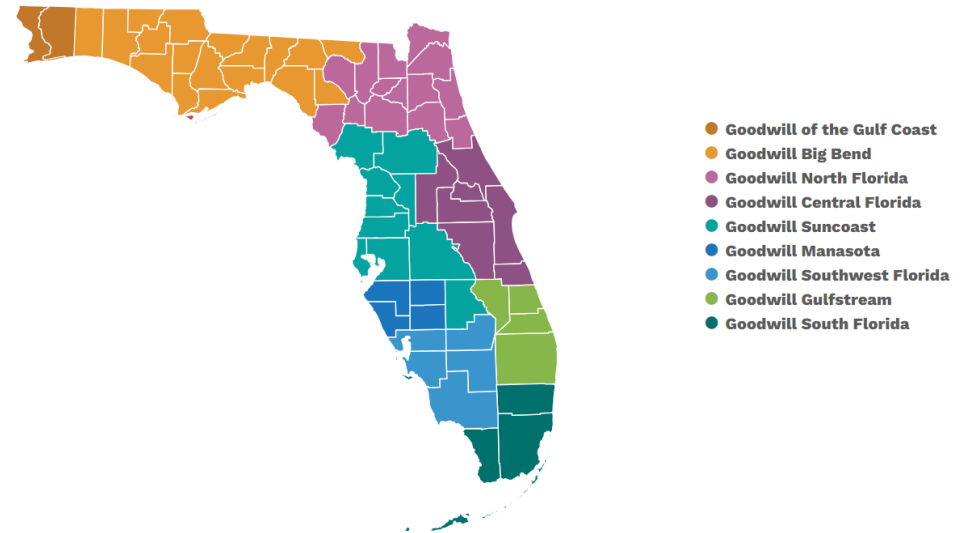 Goodwill of the Gulf Coast
Goodwill Big Bend
Goodwill North Florida
Goodwill Central Florida
Goodwill Suncoast
Goodwill Manasota
Goodwill Southwest Florida
Goodwill Gulfstream
Goodwill South Florida